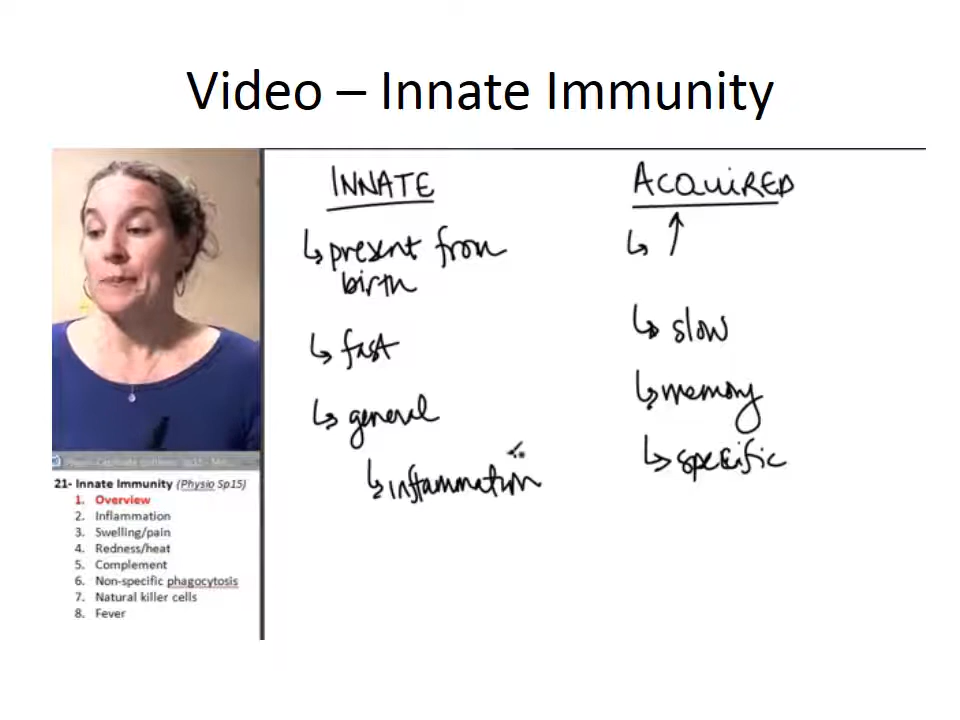 Video – Innate Immunity
INNATE
↳ present from
birth
↳ fast
↳ general
↳ inflammation
ACQUIRED
↳ ↑
↳ slow
↳ memory
↳ specific
21- Innate Immunity (Physio Sp15)
1. Overview
2. Inflammation
3. Swelling/pain
4. Redness/heat
5. Complement
6. Non-specific phagocytosis
7. Natural killer cells
8. Fever